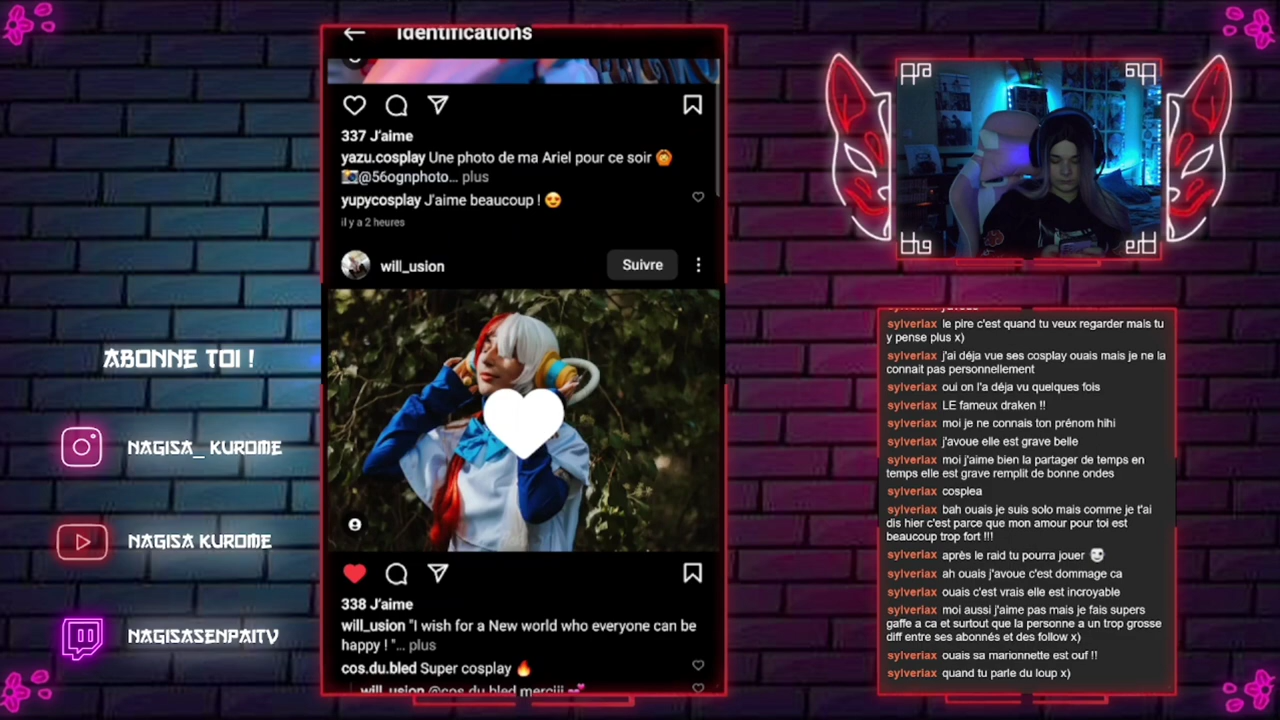 Identifications
337 J'aime
yazu.cosplay Une photo de ma Ariel pour ce soir
@56ognphoto... plus
yupycosplay J'aime beaucoup !
il y a 2 heures
will_usion
Suivre
338 J'aime
will_usion "I wish for a New world who everyone can be
happy ! "... plus
cos.du.bled Super cosplay
will_usion @cos.du.bled merciii
ABONNE TOI !
NAGISA_ KUROME
NAGISA KUROME
NAGISASENPAITV
sylveriax le pire c'est quand tu veux regarder mais tu
y pense plus x)
sylveriax j'ai déja vue ses cosplay ouais mais je ne la
connait pas personnellement
sylveriax oui on l'a déja vu quelques fois
sylveriax LE fameux draken !!
sylveriax moi je ne connais ton prénom hihi
sylveriax j'avoue elle est grave belle
sylveriax moi j'aime bien la partager de temps en
temps elle est grave remplit de bonne ondes
sylveriax cosplea
sylveriax bah ouais je suis solo mais comme je t'ai
dis hier c'est parce que mon amour pour toi est
beaucoup trop fort !!!
sylveriax après le raid tu pourra jouer
sylveriax ah ouais j'avoue c'est dommage ca
sylveriax ouais c'est vrais elle est incroyable
sylveriax moi aussi j'aime pas mais je fais supers
gaffe a ca et surtout que la personne a un trop grosse
diff entre ses abonnés et des follow x)
sylveriax ouais sa marionnette est ouf !!
sylveriax quand tu parle du loup x)